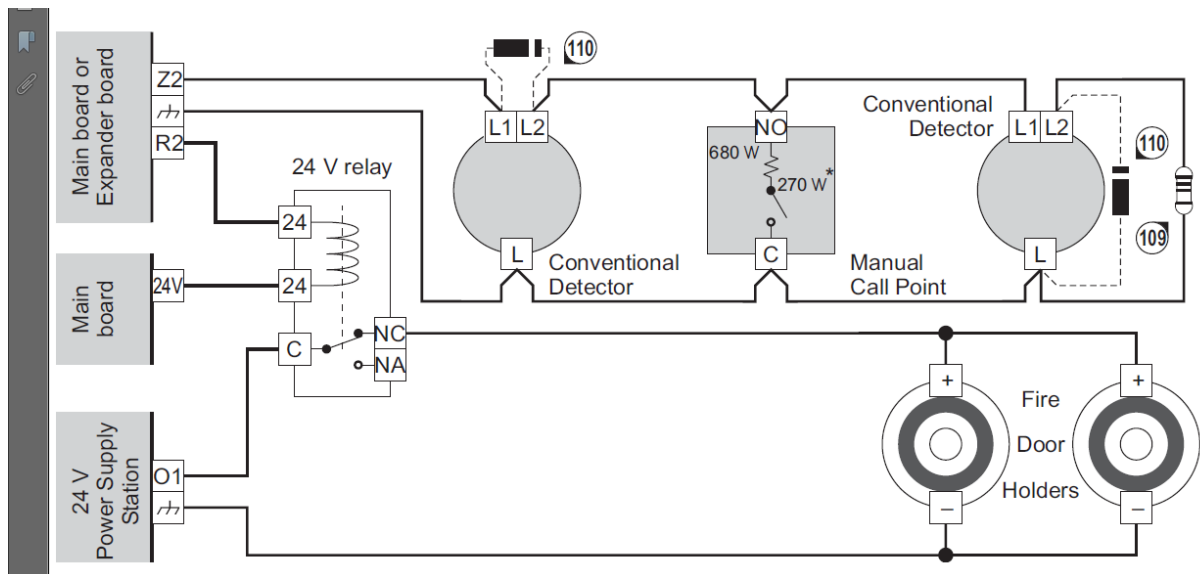 Main board or
Expander board
Z2
R2
24 V relay
24
24
Main
board
24V
C
NC
NA
24 V
Power Supply
Station
O1
110
L1 L2
L
Conventional
Detector
NO
680 W
270 W*
C
Manual
Call Point
Conventional
Detector
L1 L2
L
110
109
+
+
Fire
Door
Holders
–
–